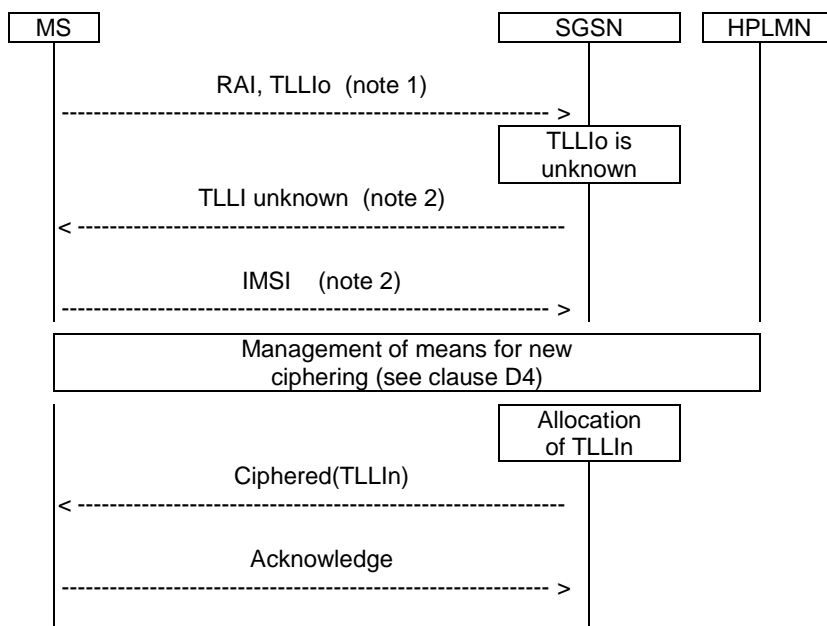 MS SGSN HPLMN
RAI, TLLIo (note 1)
TLLIo is
unknown
TLLI unknown (note 2)
IMSI (note 2)
Management of means for new
ciphering (see clause D4)
Allocation
of TLLIn
Ciphered(TLLIn)
Acknowledge